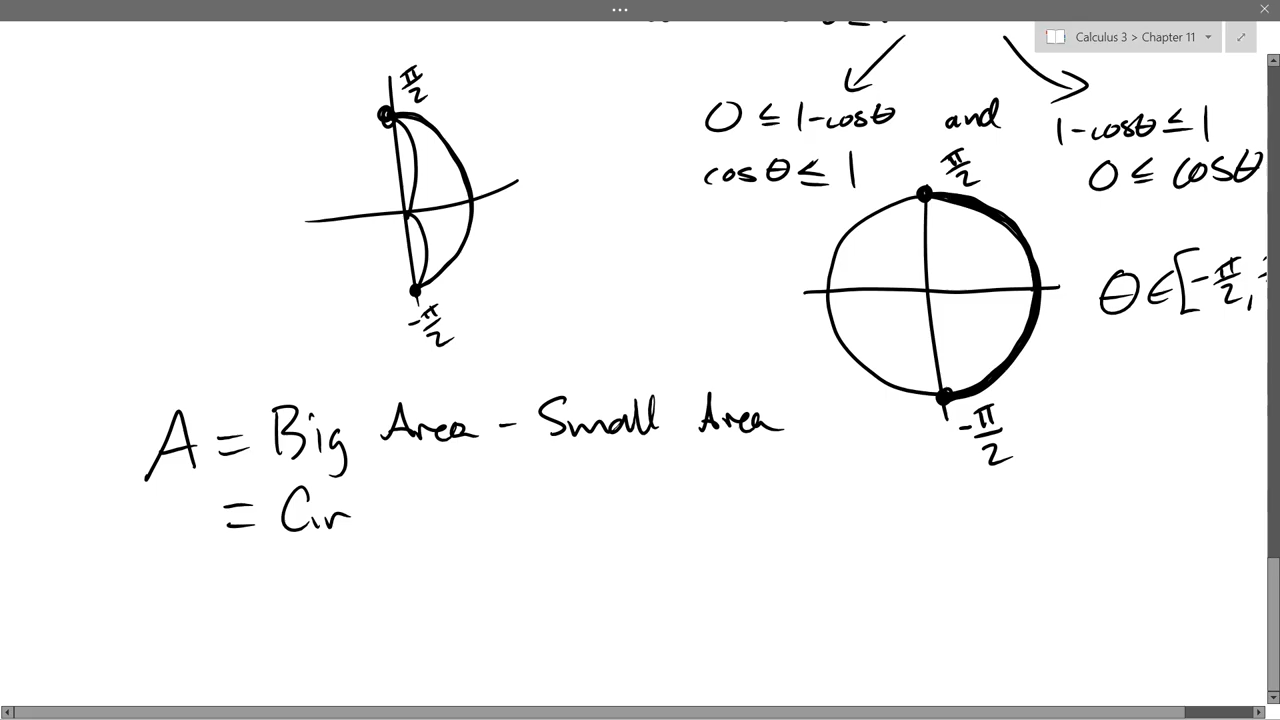 Calculus 3 > Chapter 11
π/2
-π/2
0 ≤ 1-cosθ and 1-cosθ ≤ 1
cosθ ≤ 1
0 ≤ cosθ
π/2
-π/2
θ ∈ [-π/2,
A = Big Area - Small Area
= Cir